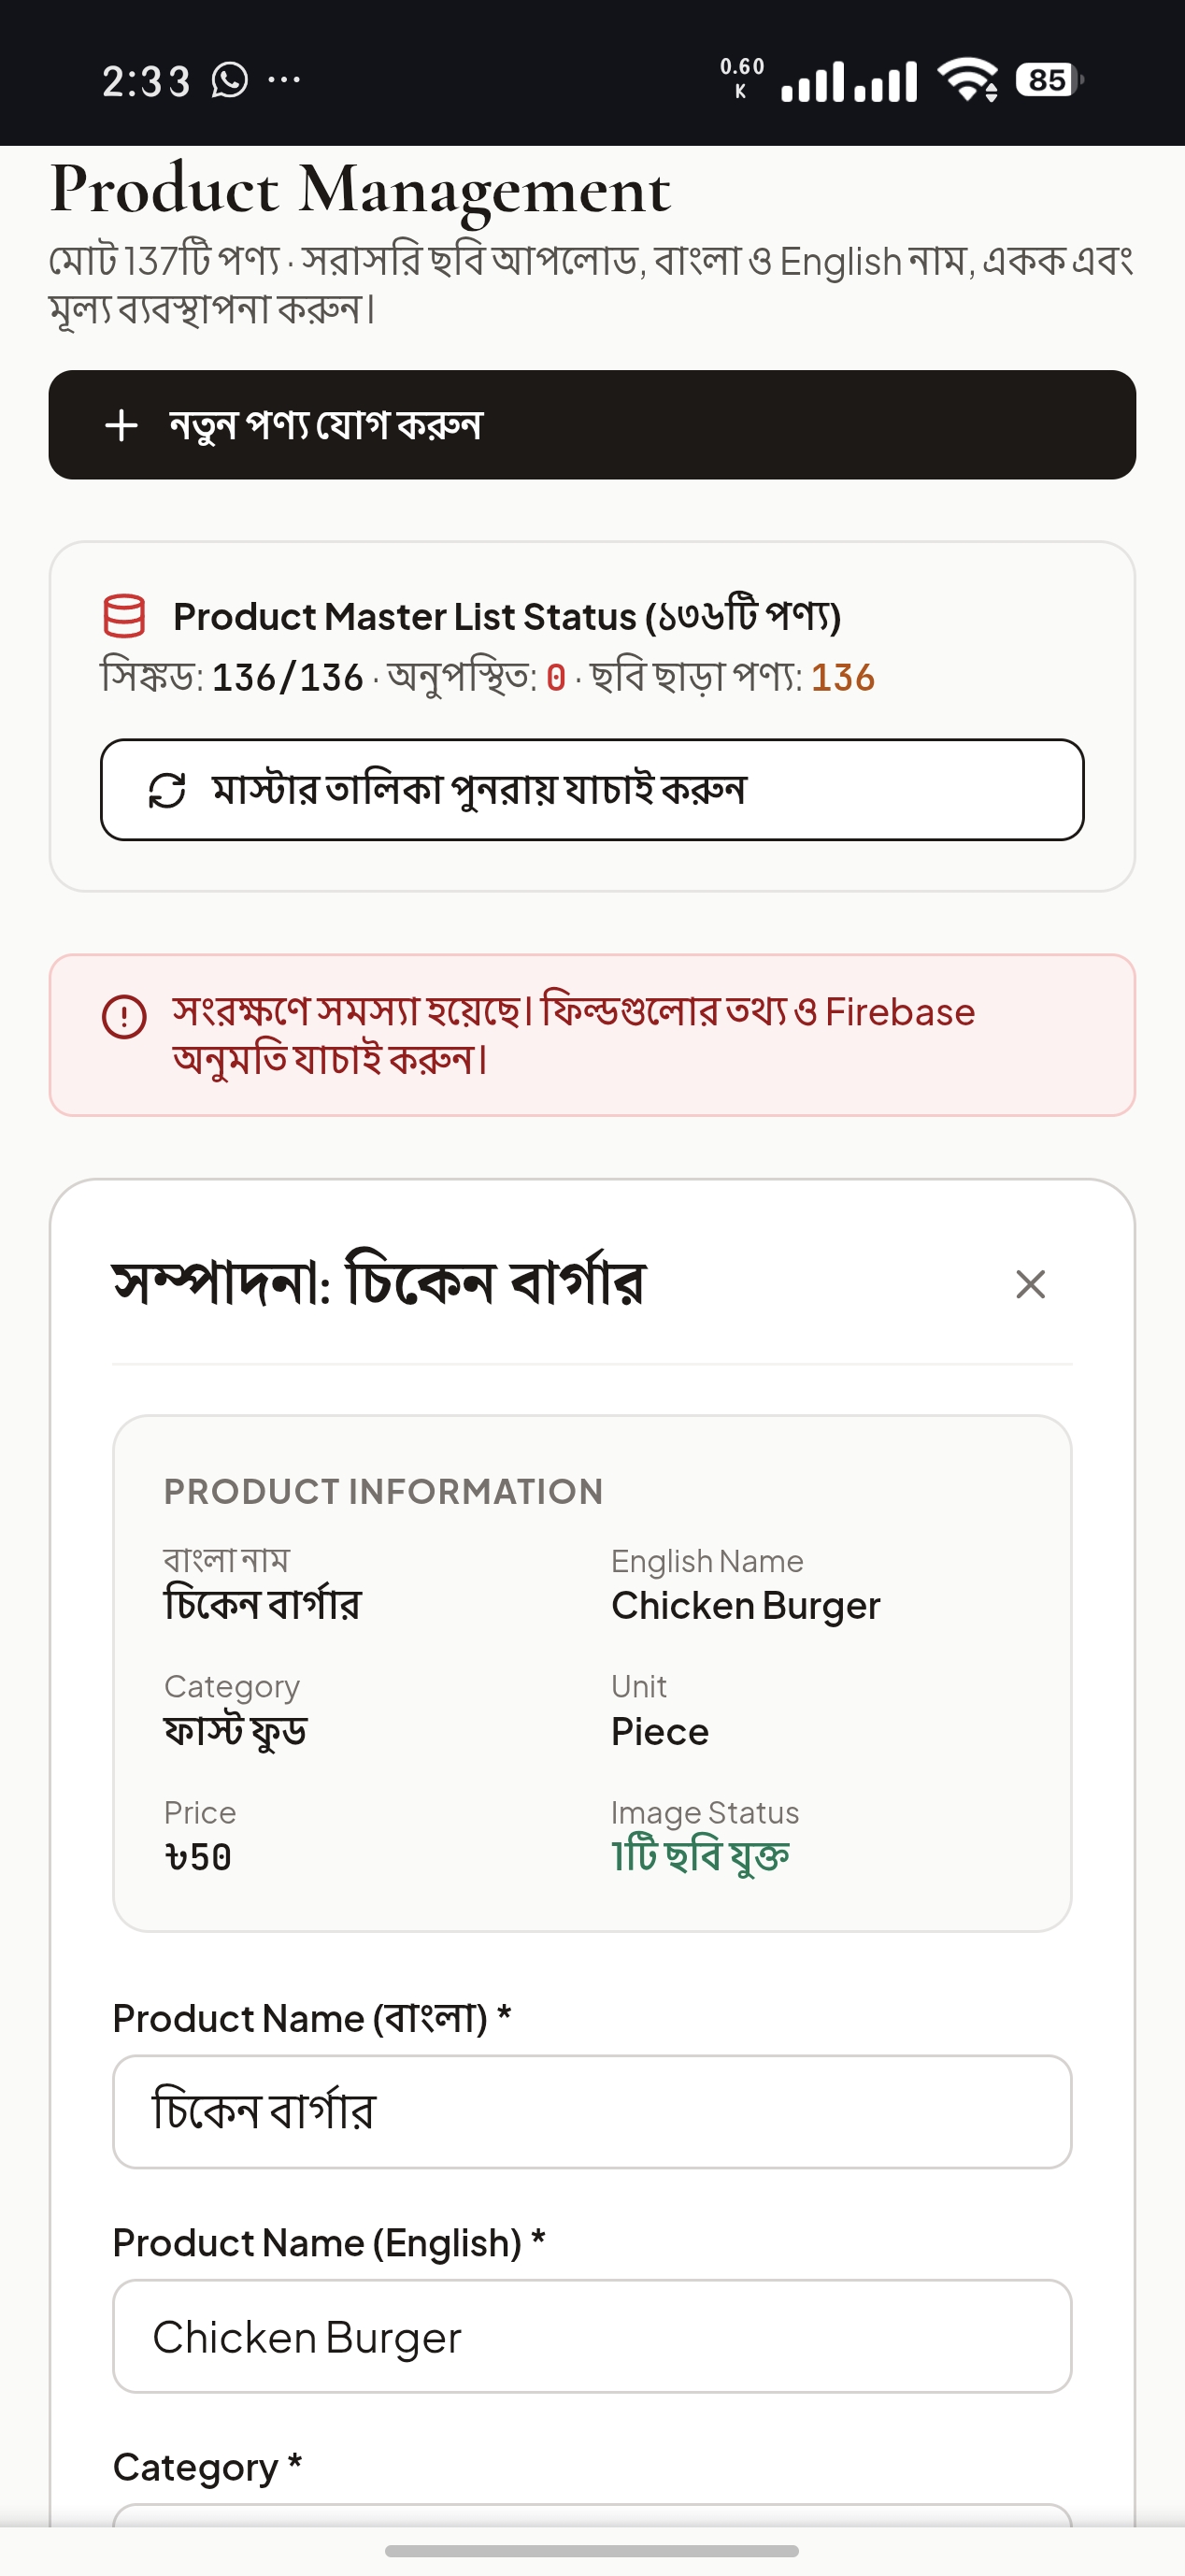 2:33 ...
0.60
K
85
Product Management
মোট 137টি পণ্য · সরাসরি ছবি আপলোড, বাংলা ও English নাম, একক এবং
মূল্য ব্যবস্থাপনা করুন।
+ নতুন পণ্য যোগ করুন
Product Master List Status (১৩৬টি পণ্য)
সিঙ্কড: 136/136 · অনুপস্থিত: 0 · ছবি ছাড়া পণ্য: 136
মাস্টার তালিকা পুনরায় যাচাই করুন
সংরক্ষণে সমস্যা হয়েছে। ফিল্ডগুলোর তথ্য ও Firebase
অনুমতি যাচাই করুন।
সম্পাদনা: চিকেন বার্গার
PRODUCT INFORMATION
বাংলা নাম
চিকেন বার্গার
English Name
Chicken Burger
Category
ফাস্ট ফুড
Unit
Piece
Price
৳50
Image Status
1টি ছবি যুক্ত
Product Name (বাংলা) *
চিকেন বার্গার
Product Name (English) *
Chicken Burger
Category *